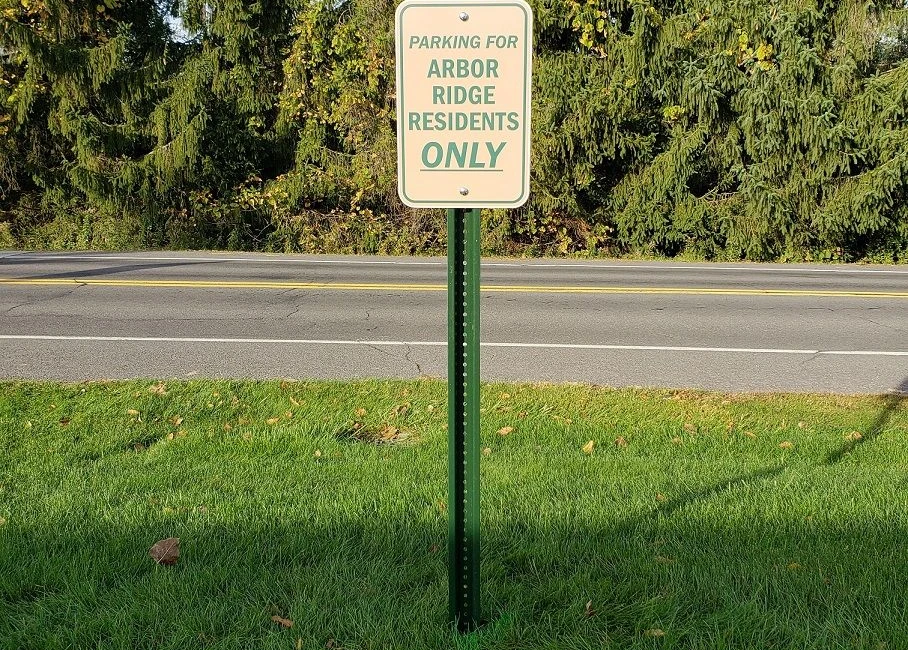 PARKING FOR
ARBOR
RIDGE
RESIDENTS
ONLY